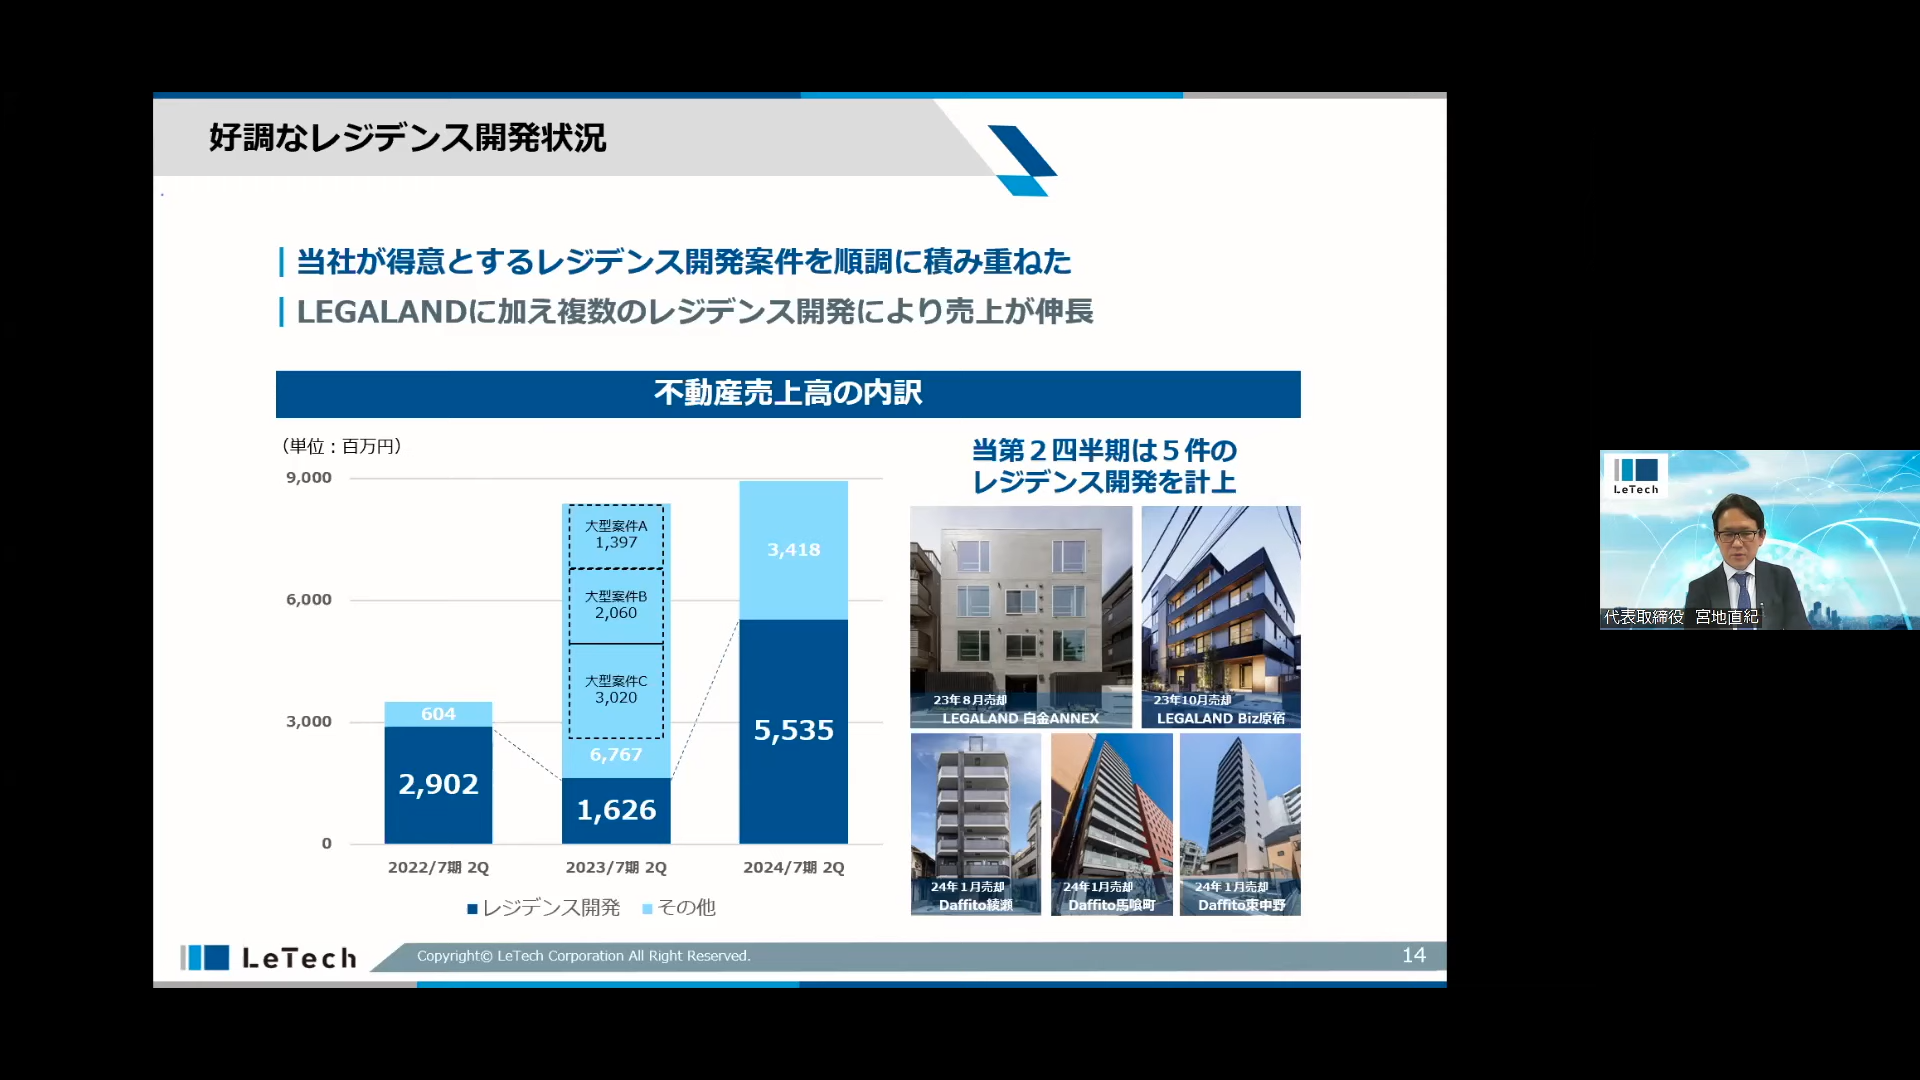 好調なレジデンス開発状況
当社が得意とするレジデンス開発案件を順調に積み重ねた
LEGALANDに加え複数のレジデンス開発により売上が伸長
不動産売上高の内訳
（単位：百万円）
9,000
6,000
3,000
0
604
2,902
大型案件A
1,397
大型案件B
2,060
大型案件C
3,020
6,767
1,626
3,418
5,535
2022/7期 2Q
2023/7期 2Q
2024/7期 2Q
レジデンス開発
その他
当第２四半期は５件の
レジデンス開発を計上
23年８月売却
LEGALAND 白金ANNEX
23年10月売却
LEGALAND Biz原宿
24年１月売却
Daffito綾瀬
24年1月売却
Daffito馬喰町
24年１月売却
Daffito東中野
LeTech
Copyright© LeTech Corporation All Right Reserved.
14
LeTech
代表取締役 宮地直紀